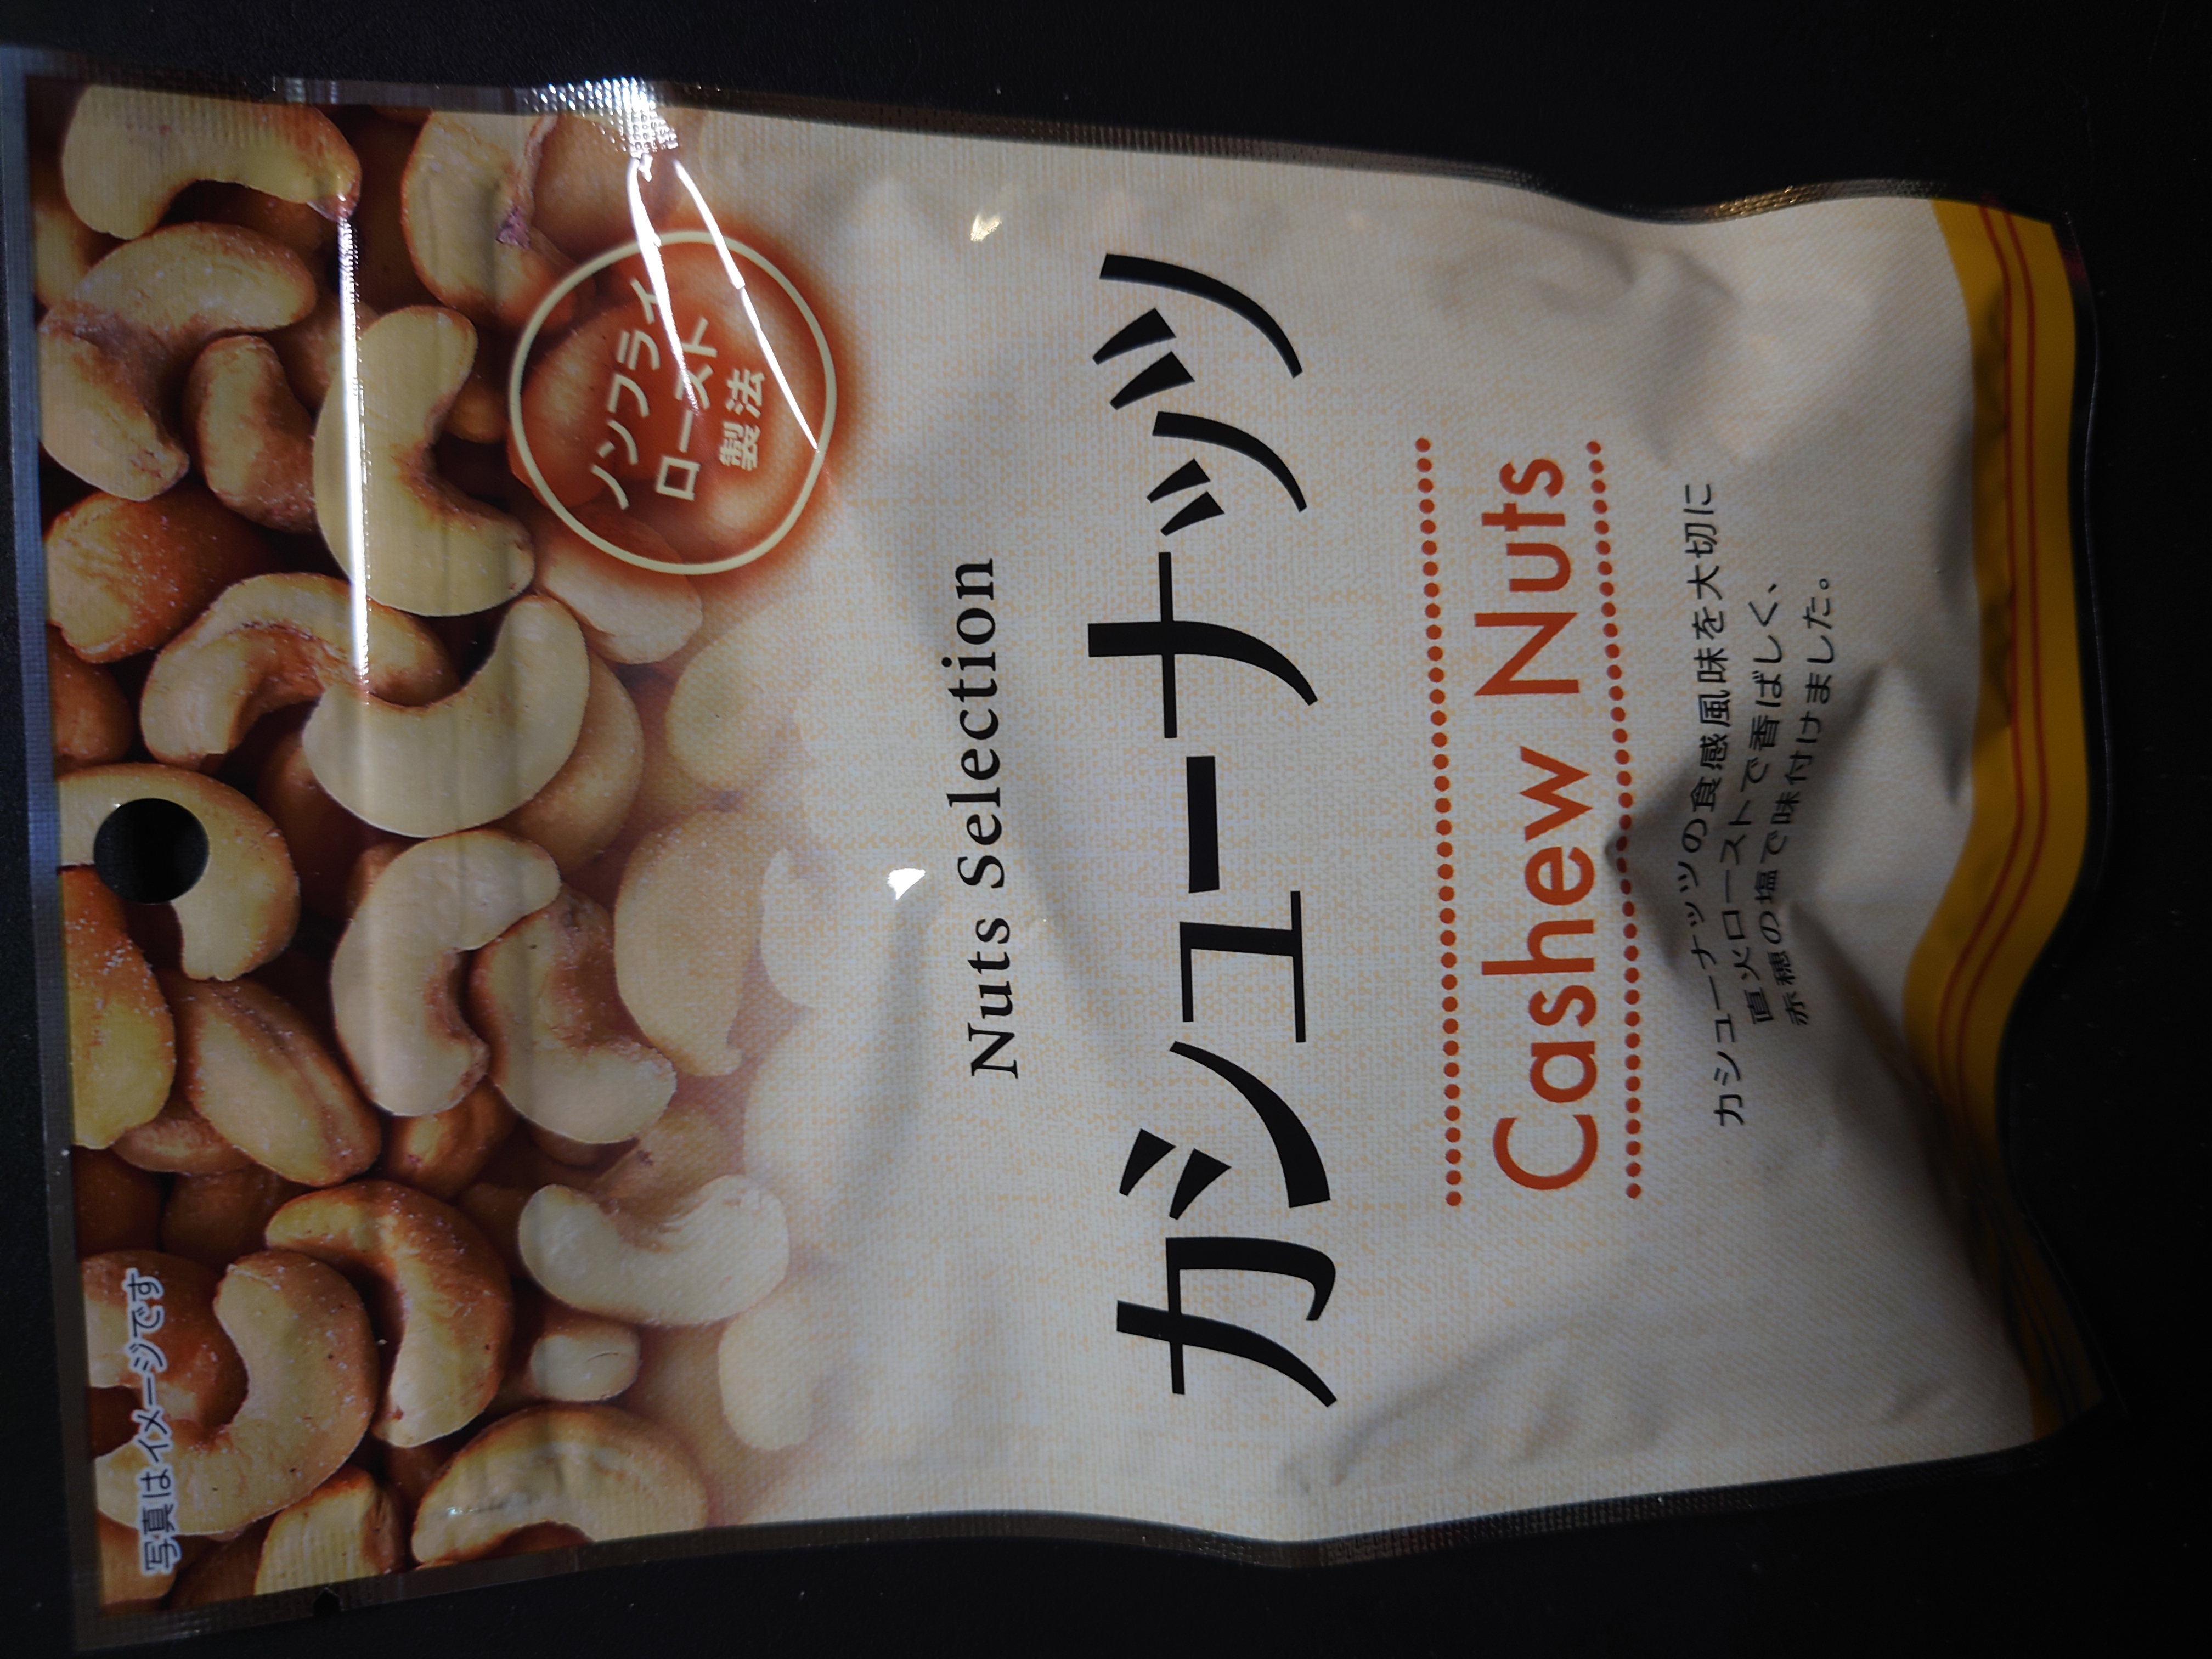 写真はイメージです
ノンフライ
ロースト
製法
Nuts Selection
カシューナッツ
Cashew Nuts
カシューナッツの食感風味を大切に
直火ローストで香ばしく、
赤穂の塩で味付けました。